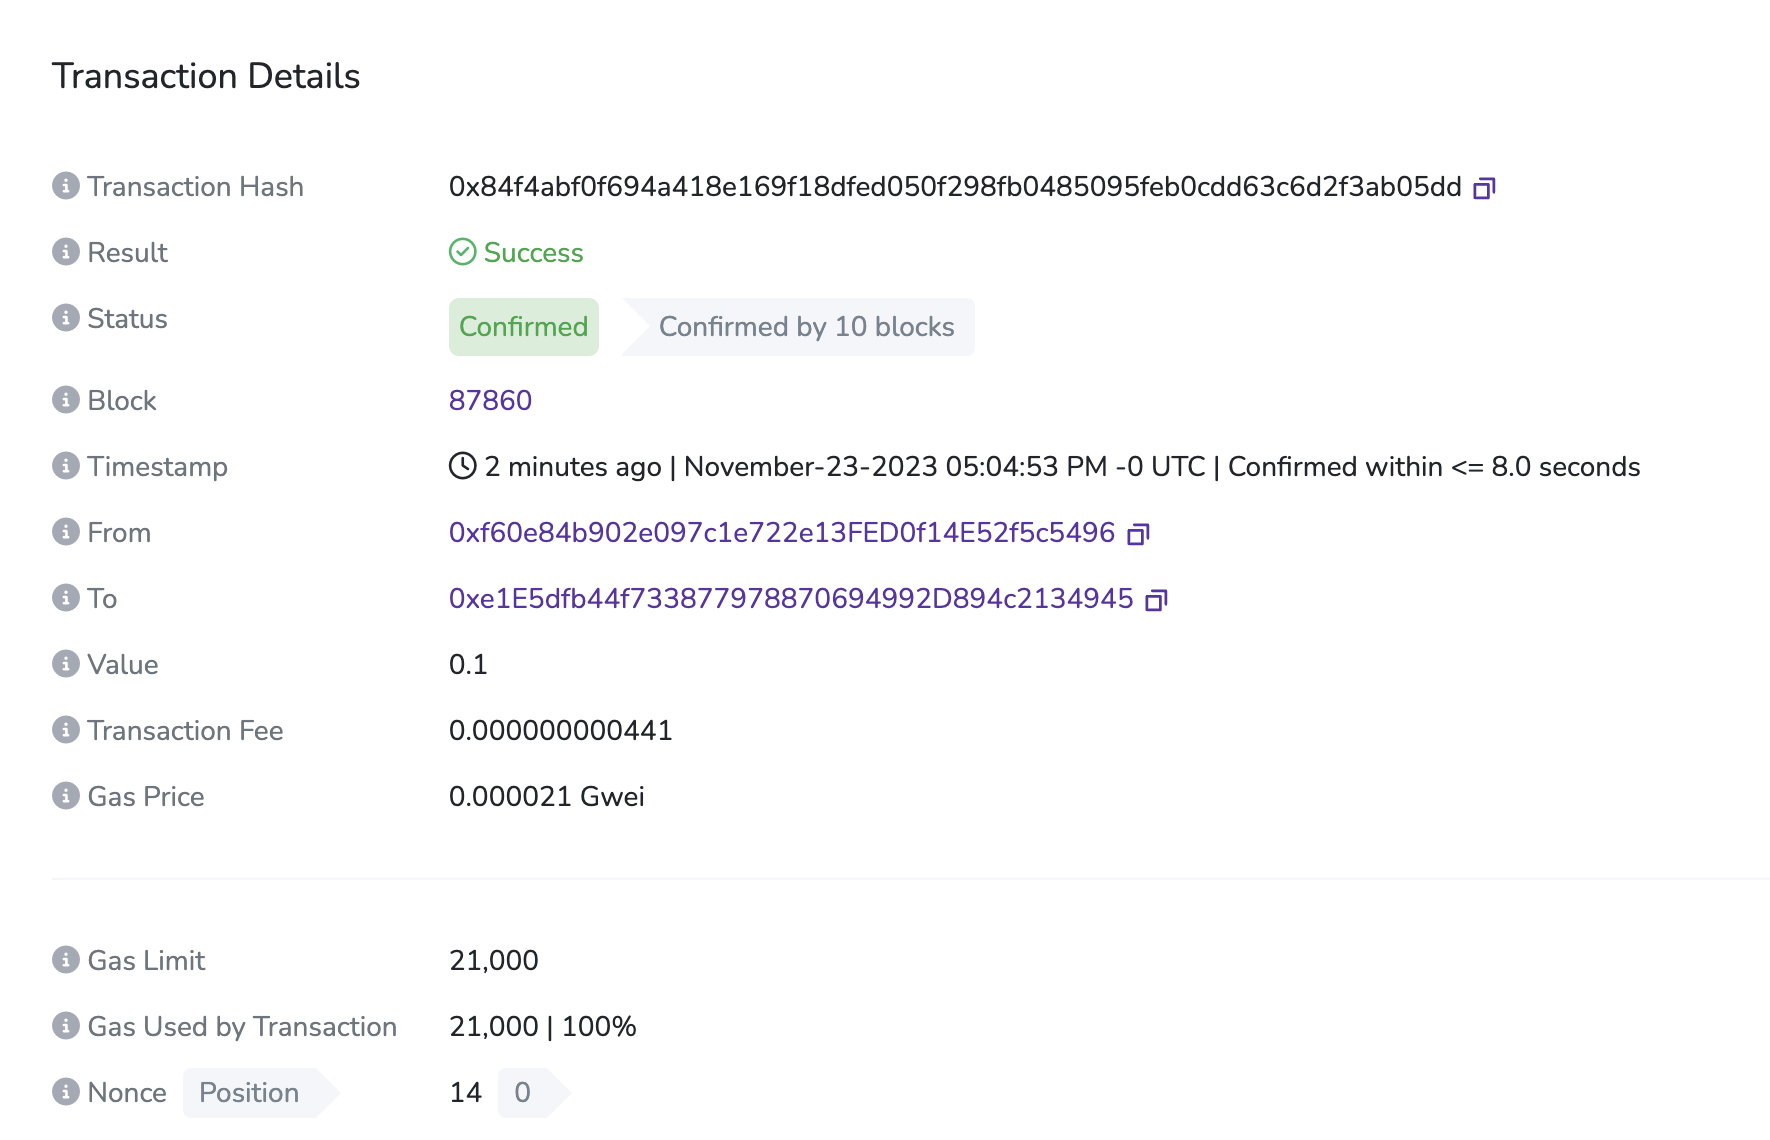 Transaction Details
Transaction Hash 0x84f4abf0f694a418e169f18dfed050f298fb0485095feb0cdd63c6d2f3ab05dd
Result Success
Status Confirmed Confirmed by 10 blocks
Block 87860
Timestamp 2 minutes ago | November-23-2023 05:04:53 PM -0 UTC | Confirmed within <= 8.0 seconds
From 0xf60e84b902e097c1e722e13FED0f14E52f5c5496
To 0xe1E5dfb44f733877978870694992D894c2134945
Value 0.1
Transaction Fee 0.000000000441
Gas Price 0.000021 Gwei
Gas Limit 21,000
Gas Used by Transaction 21,000 | 100%
Nonce Position 14 0